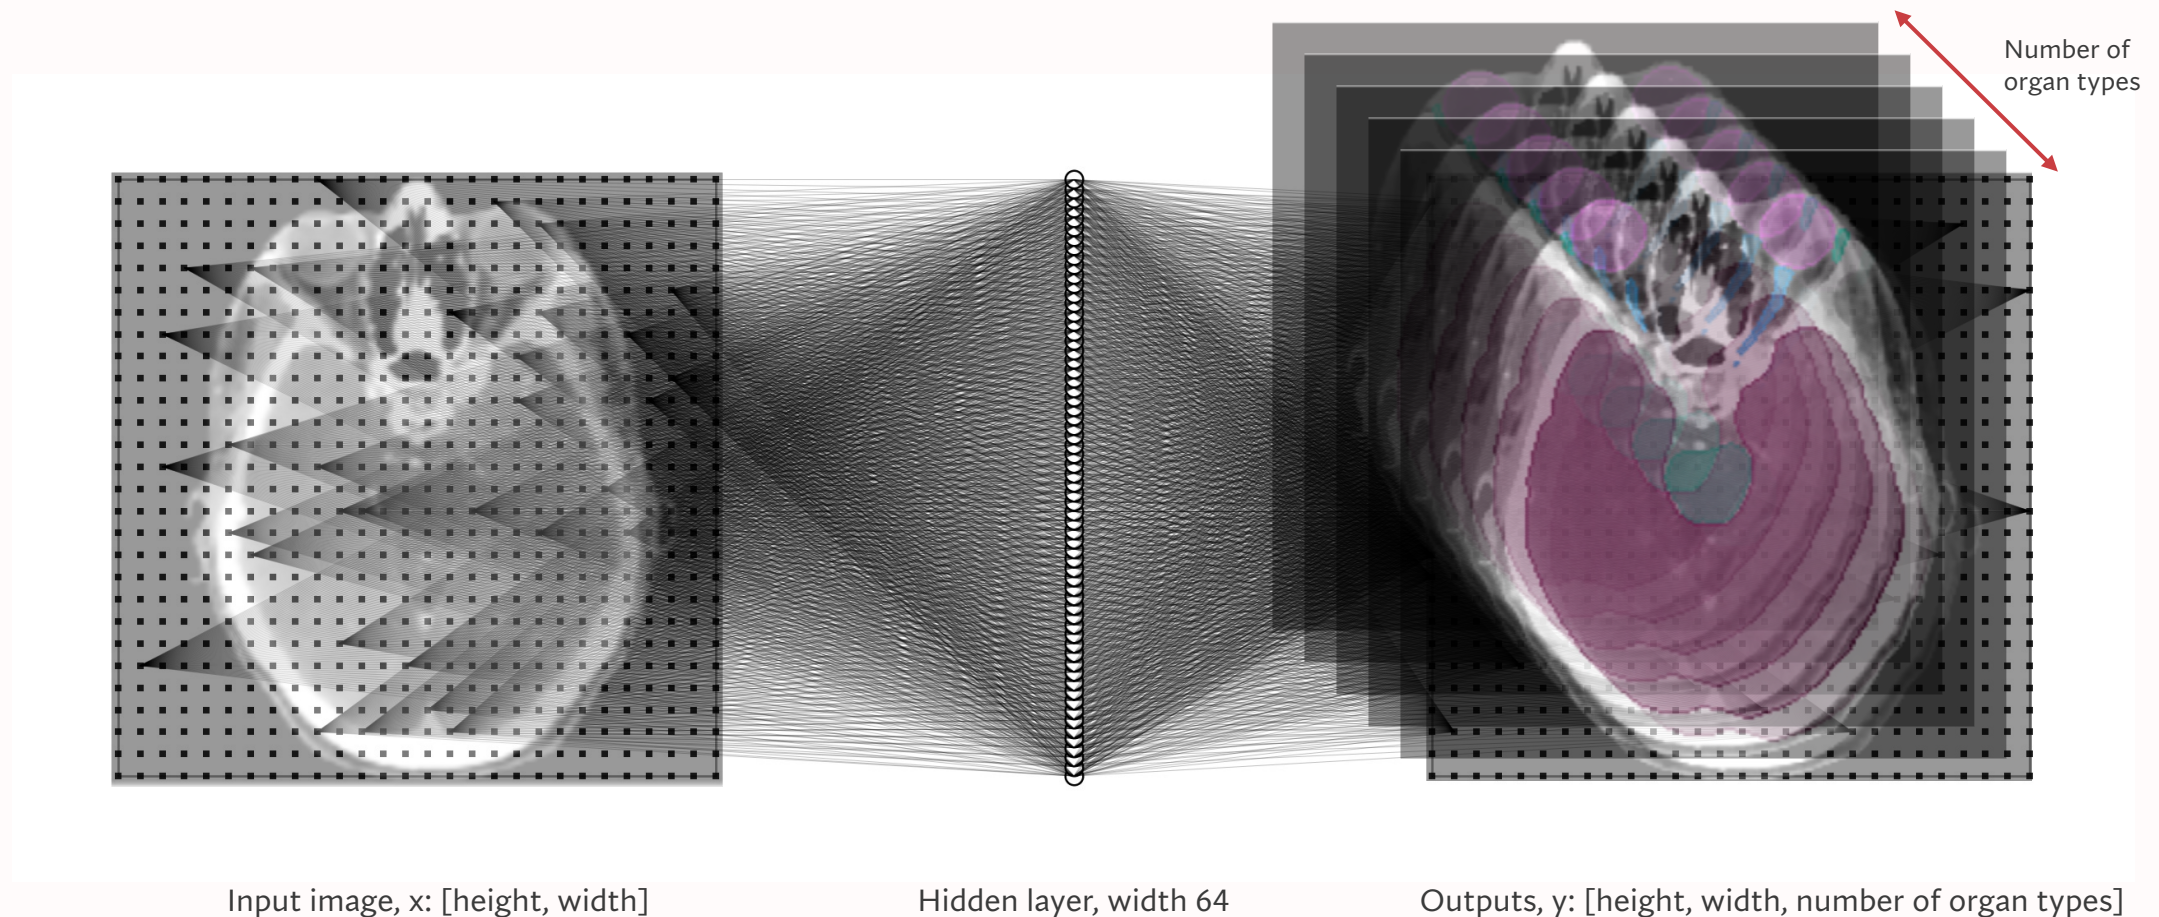 Number of
organ types
Input image, x: [height, width]
Hidden layer, width 64
Outputs, y: [height, width, number of organ types]